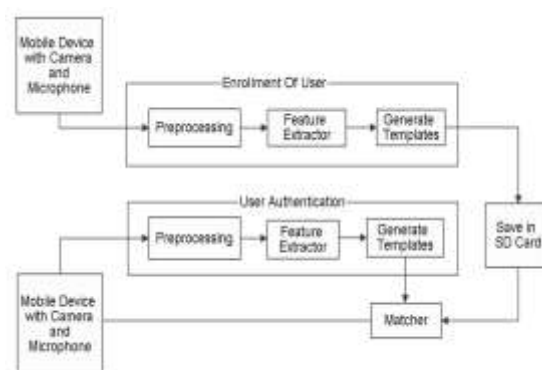 Mobile Device
with Camera
and
Microphone
Enrollment Of User
Preprocessing
Feature
Extractor
Generate
Templates
User Authentication
Preprocessing
Feature
Extractor
Generate
Templates
Save in
SD Card
Mobile Device
with Camera
and
Microphone
Matcher